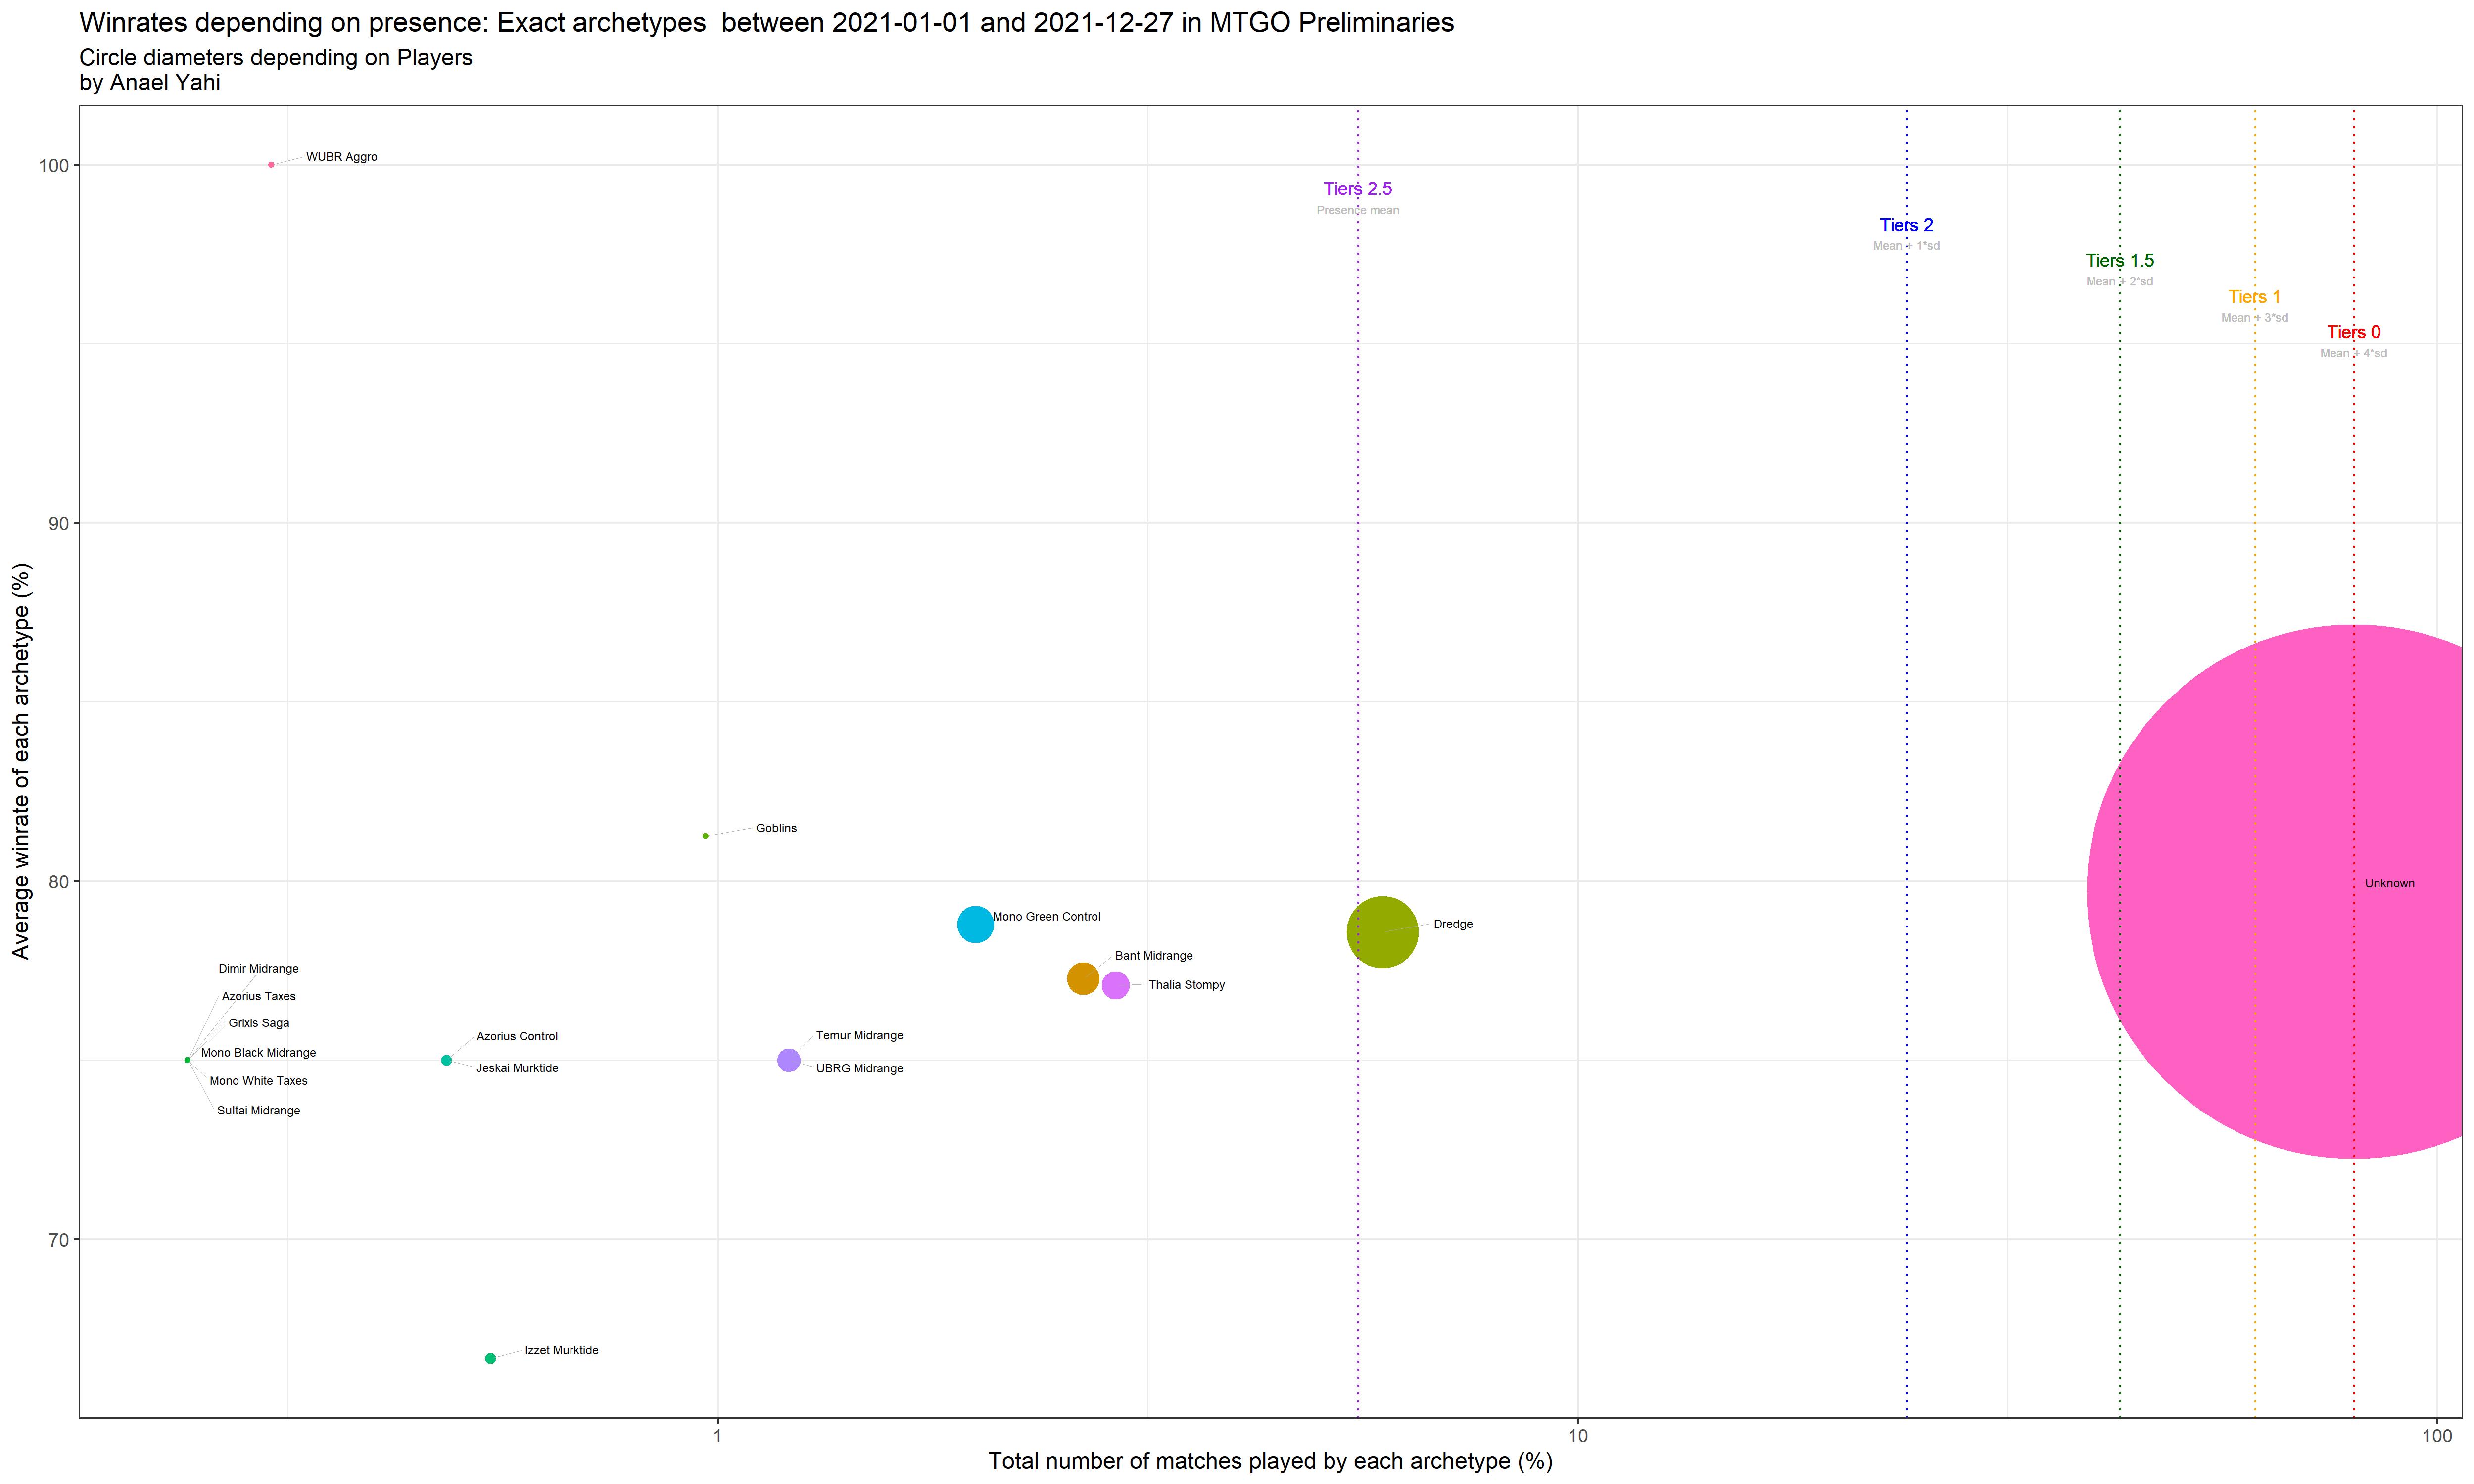 Winrates depending on presence: Exact archetypes  between 2021-01-01 and 2021-12-27 in MTGO Preliminaries
Circle diameters depending on Players
by Anael Yahi
100
90
80
70
Average winrate of each archetype (%)
WUBR Aggro
Tiers 2.5
Presence mean
Tiers 2
Mean + 1*sd
Tiers 1.5
Mean + 2*sd
Tiers 1
Mean + 3*sd
Tiers 0
Mean + 4*sd
Goblins
Unknown
Mono Green Control
Dredge
Bant Midrange
Thalia Stompy
Dimir Midrange
Azorius Taxes
Grixis Saga
Mono Black Midrange
Mono White Taxes
Sultai Midrange
Azorius Control
Jeskai Murktide
Temur Midrange
UBRG Midrange
Izzet Murktide
1
10
100
Total number of matches played by each archetype (%)